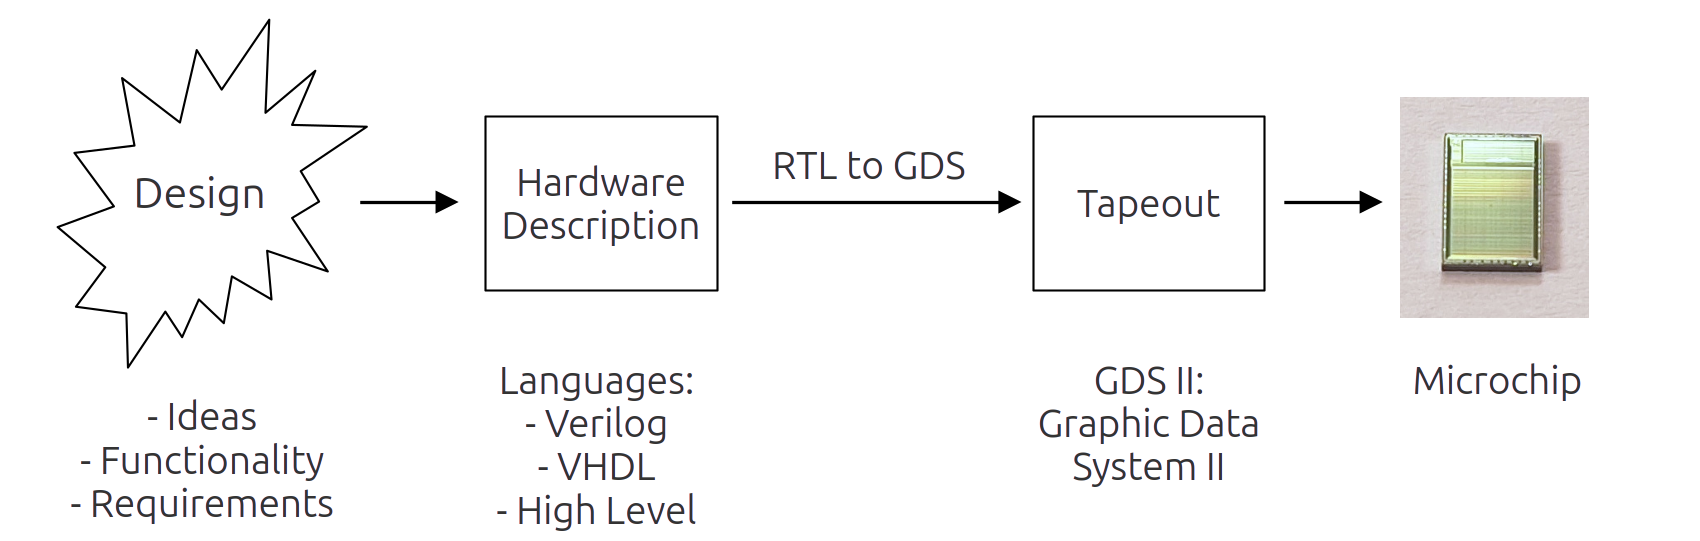 Design
- Ideas
- Functionality
- Requirements
Hardware
Description
Languages:
- Verilog
- VHDL
- High Level
RTL to GDS
Tapeout
GDS II:
Graphic Data
System II
Microchip